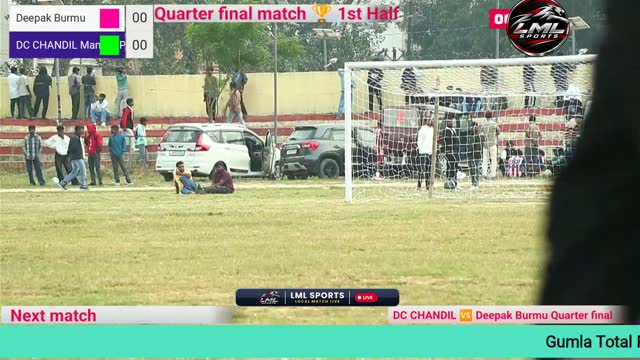 Deepak Burmu 00
Quarter final match 🏆 1st Half
DC CHANDIL 00
LML
SPORTS
LML SPORTS
LOCAL MATCH LIVE
LIVE
Next match
DC CHANDIL 🆚 Deepak Burmu Quarter final
Gumla Total